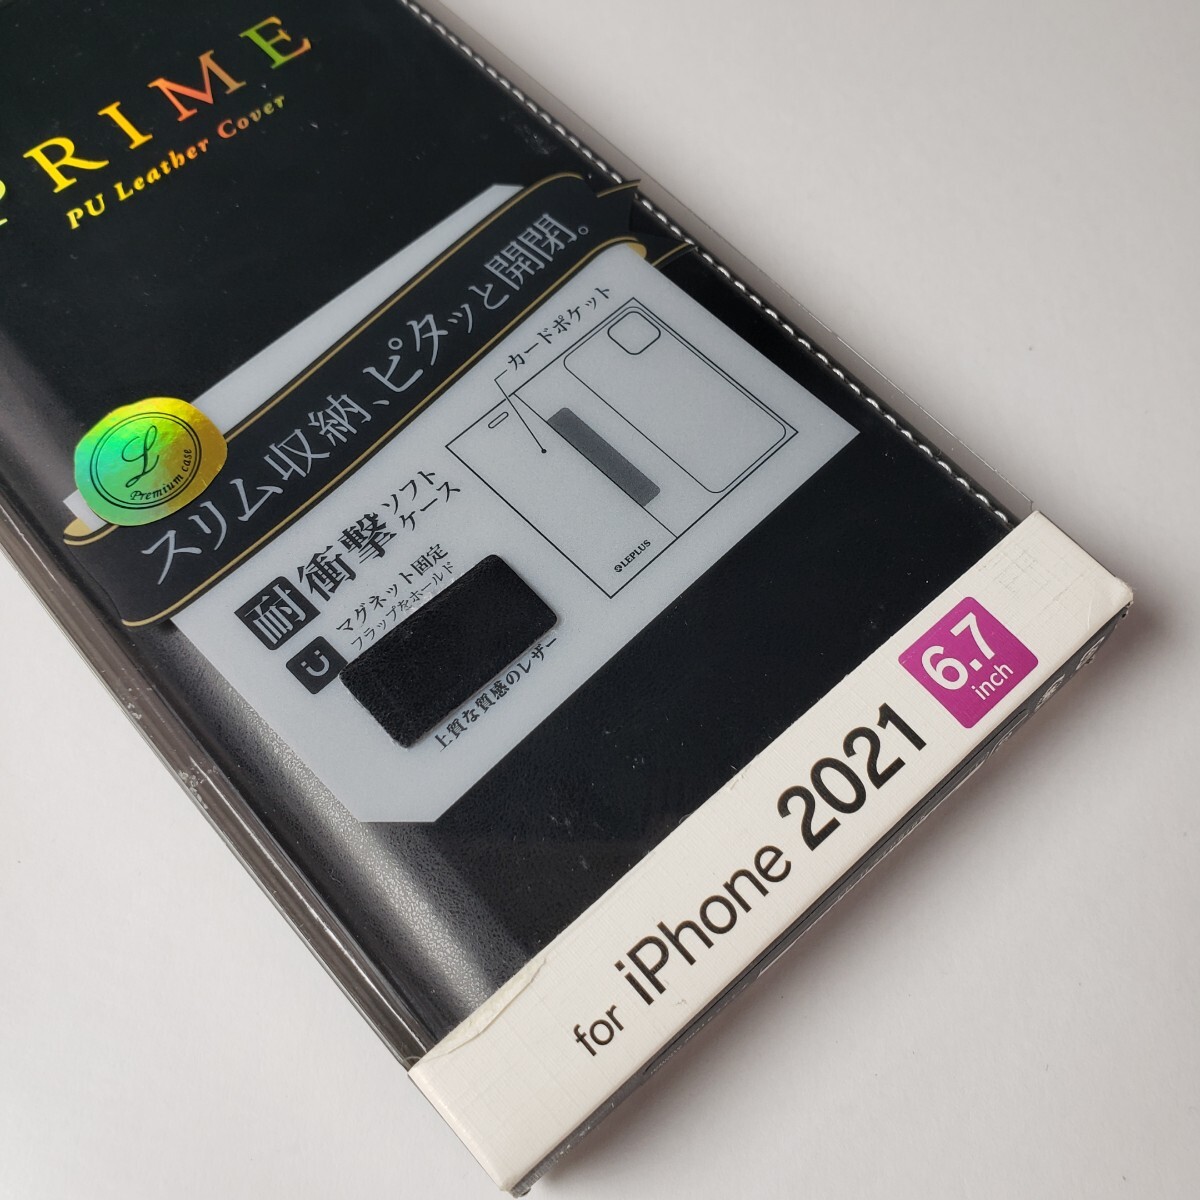 PRIME
PU Leather Cover
スリム収納、ピタッと開閉。
L
Premium case
カードポケット
耐衝撃ソフトケース
マグネット固定
フラップをホールド
上質な質感のレザー
LEPLUS
for iPhone 2021
6.7
inch